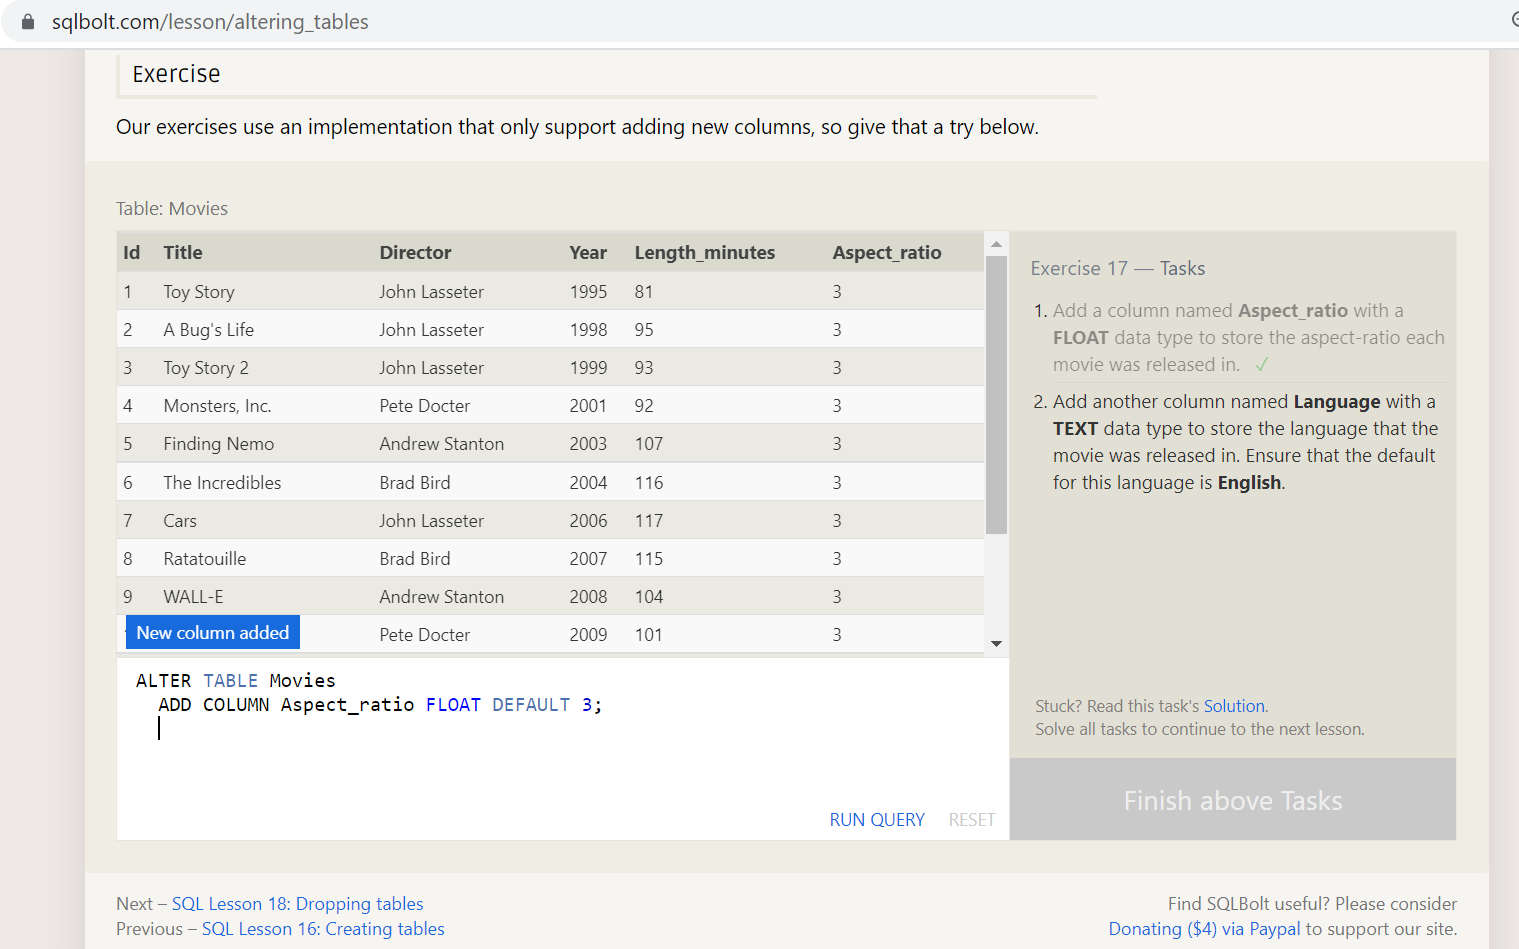 sqlbolt.com/lesson/altering_tables
Exercise
Our exercises use an implementation that only support adding new columns, so give that a try below.
Table: Movies
Id Title Director Year Length_minutes Aspect_ratio
1 Toy Story John Lasseter 1995 81 3
2 A Bug's Life John Lasseter 1998 95 3
3 Toy Story 2 John Lasseter 1999 93 3
4 Monsters, Inc. Pete Docter 2001 92 3
5 Finding Nemo Andrew Stanton 2003 107 3
6 The Incredibles Brad Bird 2004 116 3
7 Cars John Lasseter 2006 117 3
8 Ratatouille Brad Bird 2007 115 3
9 WALL-E Andrew Stanton 2008 104 3
New column added Pete Docter 2009 101 3
ALTER TABLE Movies
ADD COLUMN Aspect_ratio FLOAT DEFAULT 3;
RUN QUERY RESET
Exercise 17 — Tasks
1. Add a column named Aspect_ratio with a
FLOAT data type to store the aspect-ratio each
movie was released in. ✓
2. Add another column named Language with a
TEXT data type to store the language that the
movie was released in. Ensure that the default
for this language is English.
Stuck? Read this task's Solution.
Solve all tasks to continue to the next lesson.
Finish above Tasks
Next – SQL Lesson 18: Dropping tables
Previous – SQL Lesson 16: Creating tables
Find SQLBolt useful? Please consider
Donating ($4) via Paypal to support our site.